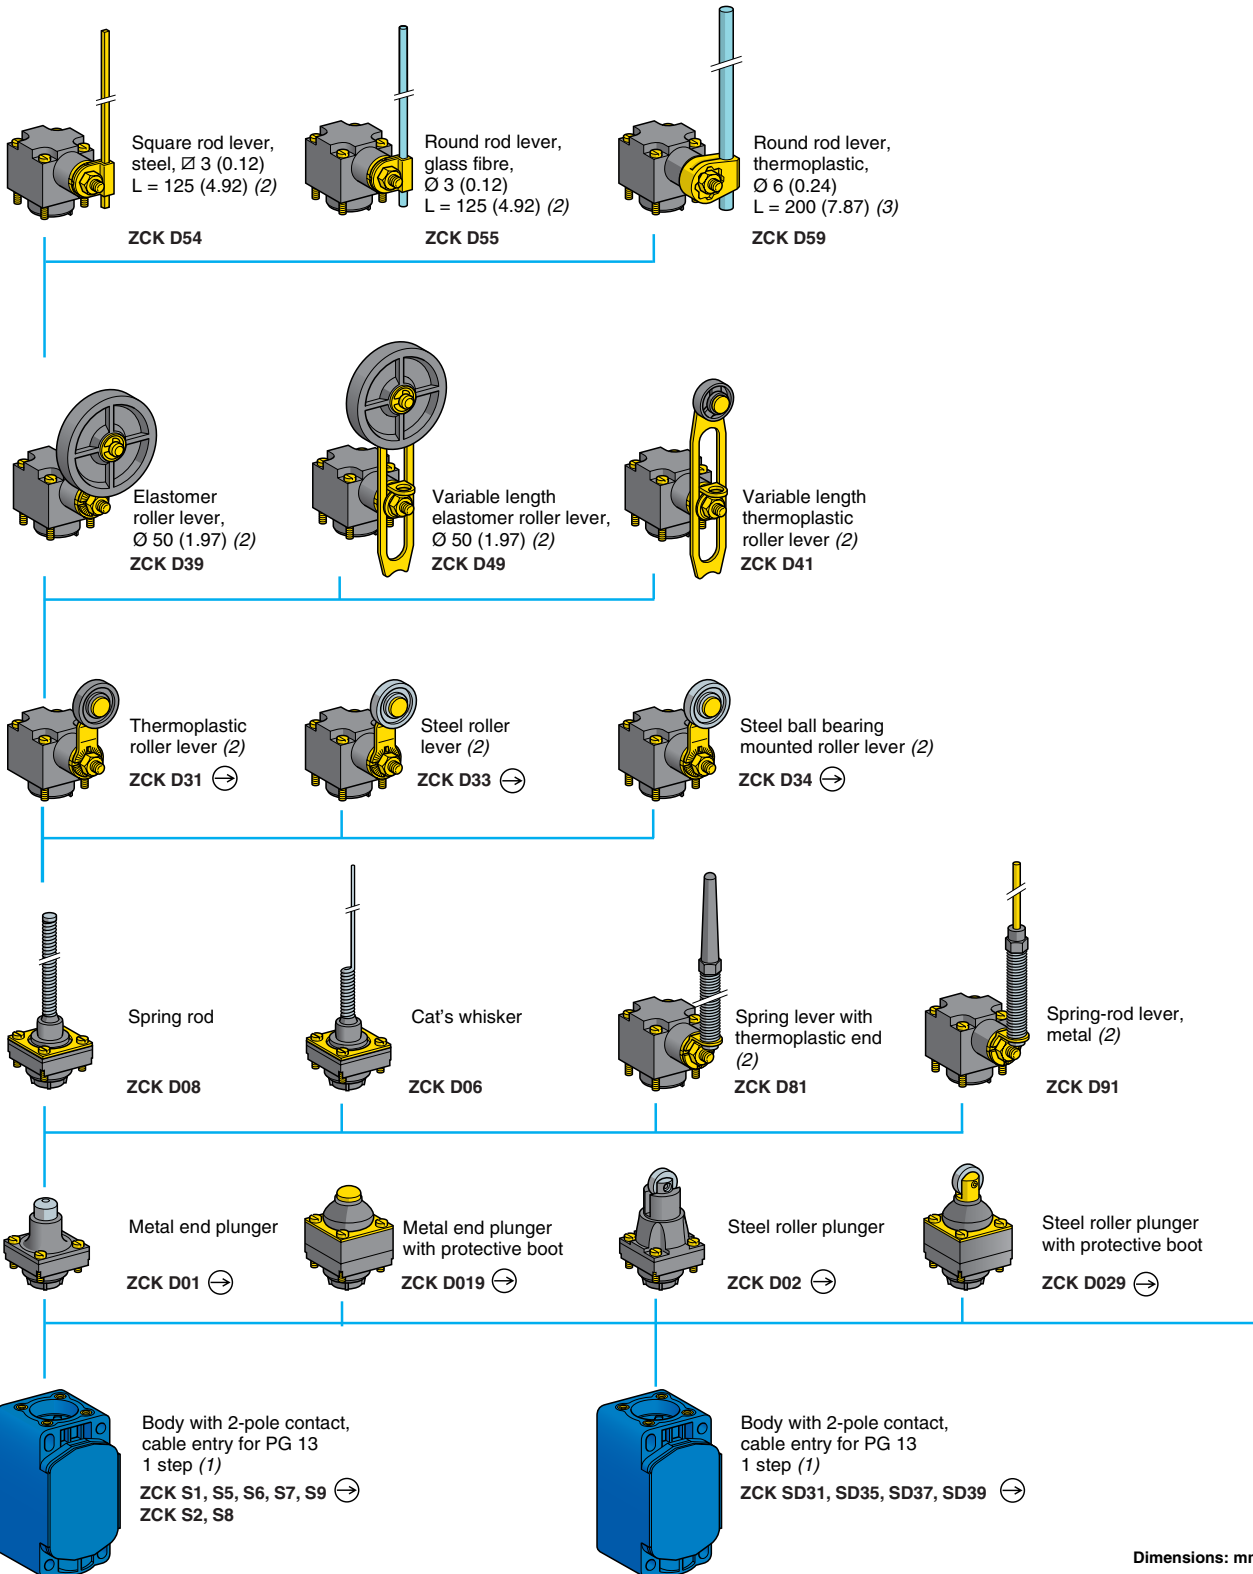 Square rod lever,
steel, ⍁ 3 (0.12)
L = 125 (4.92) (2)
ZCK D54
Round rod lever,
glass fibre,
Ø 3 (0.12)
L = 125 (4.92) (2)
ZCK D55
Round rod lever,
thermoplastic,
Ø 6 (0.24)
L = 200 (7.87) (3)
ZCK D59
Elastomer
roller lever,
Ø 50 (1.97) (2)
ZCK D39
Variable length
elastomer roller lever,
Ø 50 (1.97) (2)
ZCK D49
Variable length
thermoplastic
roller lever (2)
ZCK D41
Thermoplastic
roller lever (2)
ZCK D31
Steel roller
lever (2)
ZCK D33
Steel ball bearing
mounted roller lever (2)
ZCK D34
Spring rod
ZCK D08
Cat's whisker
ZCK D06
Spring lever with
thermoplastic end
(2)
ZCK D81
Spring-rod lever,
metal (2)
ZCK D91
Metal end plunger
ZCK D01
Metal end plunger
with protective boot
ZCK D019
Steel roller plunger
ZCK D02
Steel roller plunger
with protective boot
ZCK D029
Body with 2-pole contact,
cable entry for PG 13
1 step (1)
ZCK S1, S5, S6, S7, S9
ZCK S2, S8
Body with 2-pole contact,
cable entry for PG 13
1 step (1)
ZCK SD31, SD35, SD37, SD39
Dimensions: mm